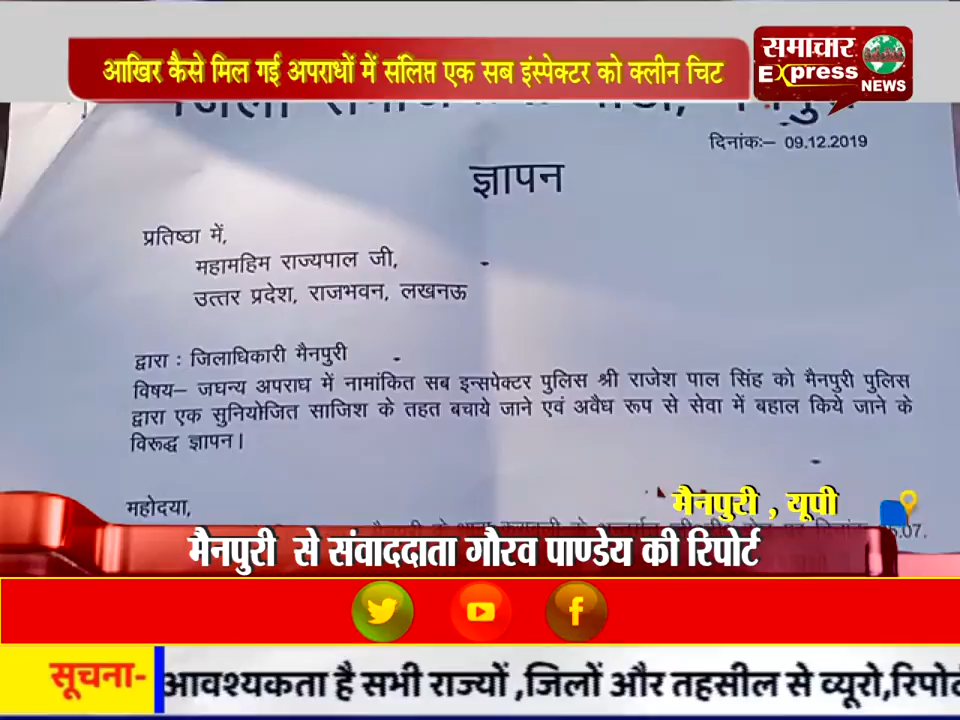 आखिर कैसे मिल गई अपराधों में संलिप्त एक सब इंस्पेक्टर को क्लीन चिट
समाचार
Express
NEWS
जिला
दिनांकः– 09.12.2019
ज्ञापन
प्रतिष्ठा में,
महामहिम राज्यपाल जी,
उत्तर प्रदेश, राजभवन, लखनऊ
द्वारा : जिलाधिकारी मैनपुरी
विषय– जघन्य अपराध में नामांकित सब इन्सपेक्टर पुलिस श्री राजेश पाल सिंह को मैनपुरी पुलिस
द्वारा एक सुनियोजित साजिश के तहत बचाये जाने एवं अवैध रूप से सेवा में बहाल किये जाने के
विरूद्ध ज्ञापन।
महोदया,
मैनपुरी , यूपी
07.
मैनपुरी से संवाददाता गौरव पाण्डेय की रिपोर्ट
सूचना- आवश्यकता है सभी राज्यों ,जिलों और तहसील से ब्यूरो,रिपोर्ट